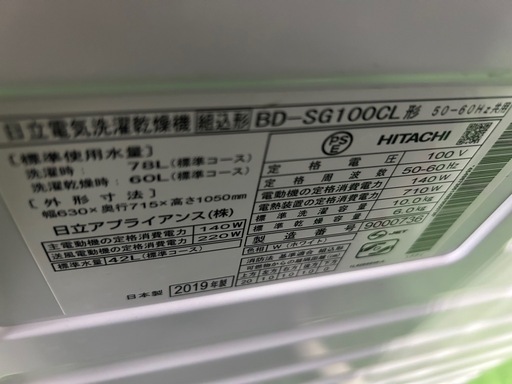 日立電気洗濯乾燥機 組込形 BD-SG100CL形 50-60Hz共用
[標準使用水量]
洗濯時: 78L(標準コース)
洗濯乾燥時: 60L(標準コース)
[外形寸法]
幅630×奥行715×高さ1050mm
日立アプライアンス(株)
主電動機の定格消費電力 140W
送風電動機の定格消費電力 220W
標準水量 42L(標準コース)
日本製 2019年製
PS
E
HITACHI
定格電圧 100V
定格周波数 50-60Hz
電動機の定格消費電力 140W
電熱装置の定格消費電力 710W
標準洗濯容量 10.0kg
標準乾燥容量 6.0kg
製造番号 9000736
色相 W(ホワイト)